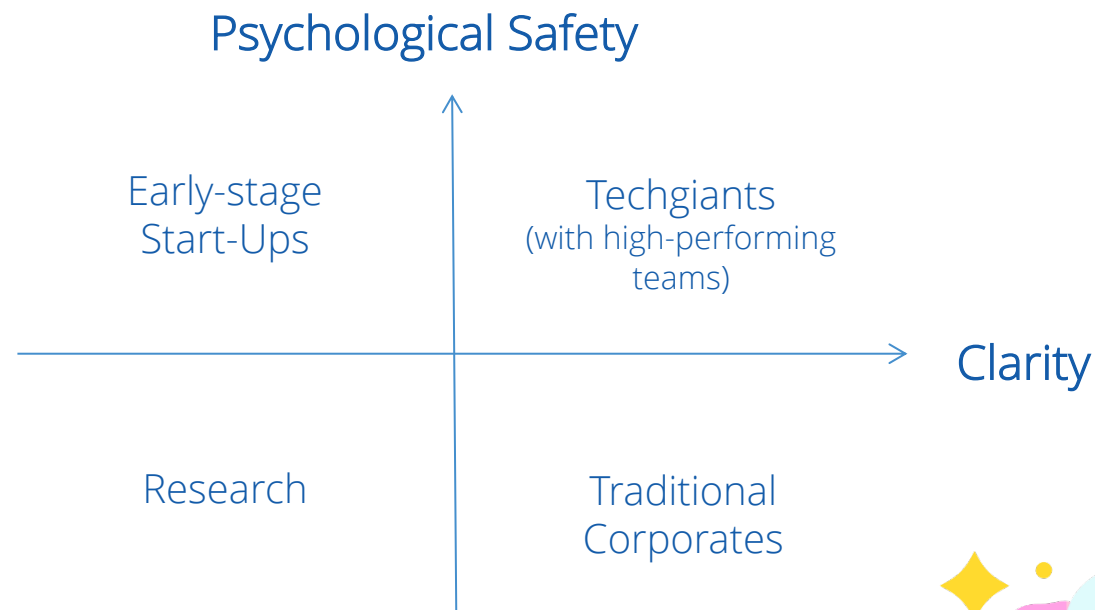 Psychological Safety
Early-stage
Start-Ups
Techgiants
(with high-performing
teams)
Clarity
Research
Traditional
Corporates